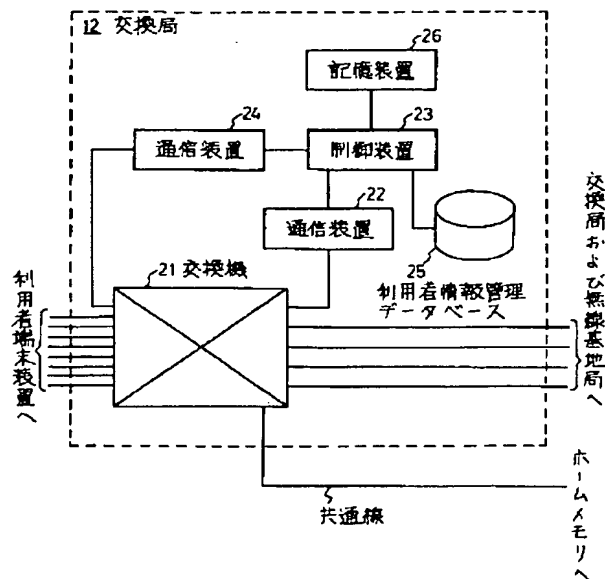 12 交換局
26
記憶装置
24
通信装置
23
制御装置
22
通信装置
25
利用者情報管理
データベース
21 交換機
利用者端末装置へ
交換局および無線基地局へ
共通線
ホームメモリへ